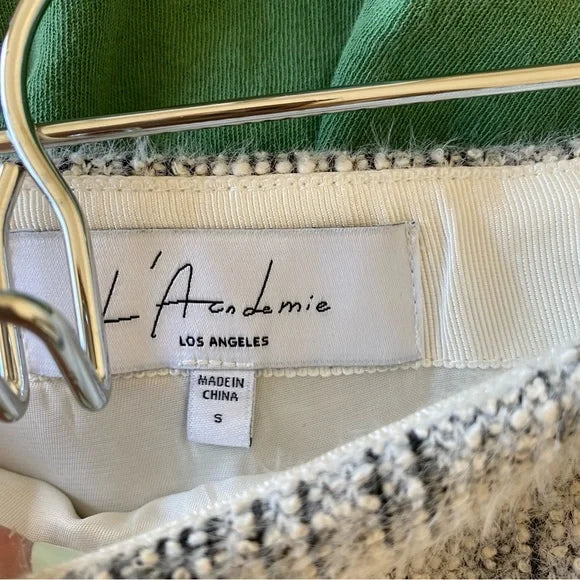 L'Academie
LOS ANGELES
MADE IN
CHINA
S